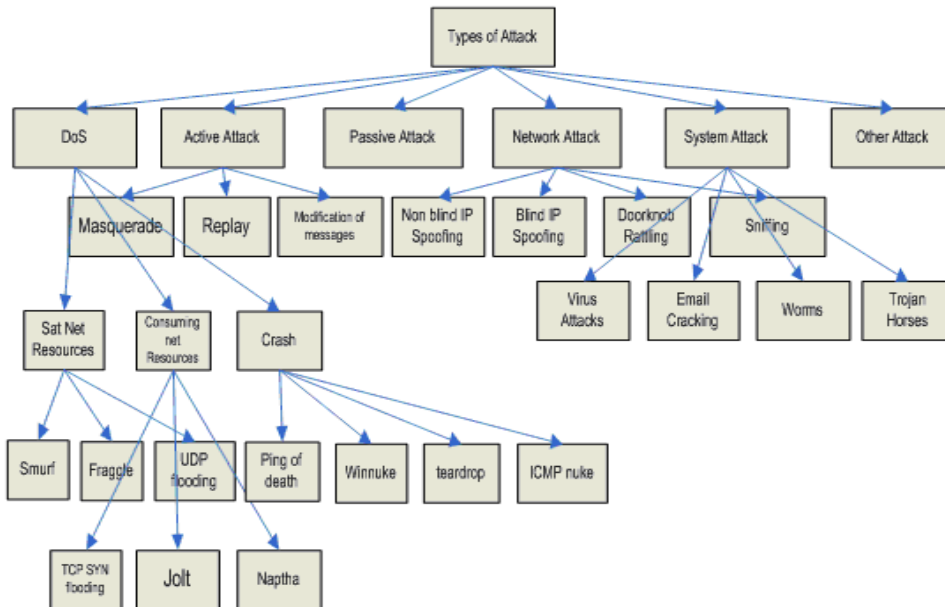 Types of Attack
DoS
Active Attack
Passive Attack
Network Attack
System Attack
Other Attack
Masquerade
Replay
Modification of
messages
Non blind IP
Spoofing
Blind IP
Spoofing
Doorknob
Rattling
Sniffing
Virus
Attacks
Email
Cracking
Worms
Trojan
Horses
Sat Net
Resources
Consuming
net
Resources
Crash
Smurf
Fraggle
UDP
flooding
Ping of
death
Winnuke
teardrop
ICMP nuke
TCP SYN
flooding
Jolt
Naptha